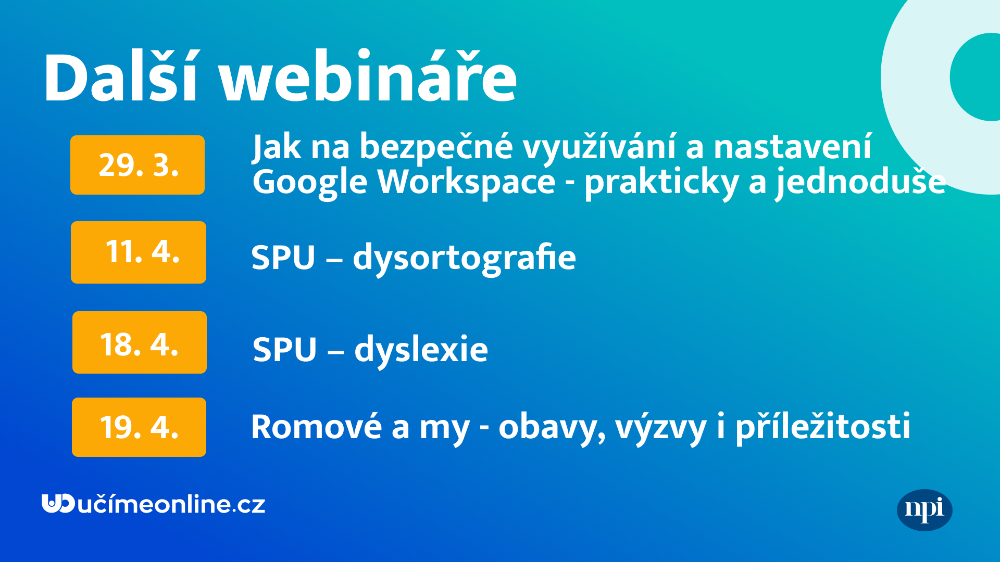 Další webináře
29. 3.
Jak na bezpečné využívání a nastavení
Google Workspace - prakticky a jednoduše
11. 4.
SPU – dysortografie
18. 4.
SPU – dyslexie
19. 4.
Romové a my - obavy, výzvy i příležitosti
učímeonline.cz
npi